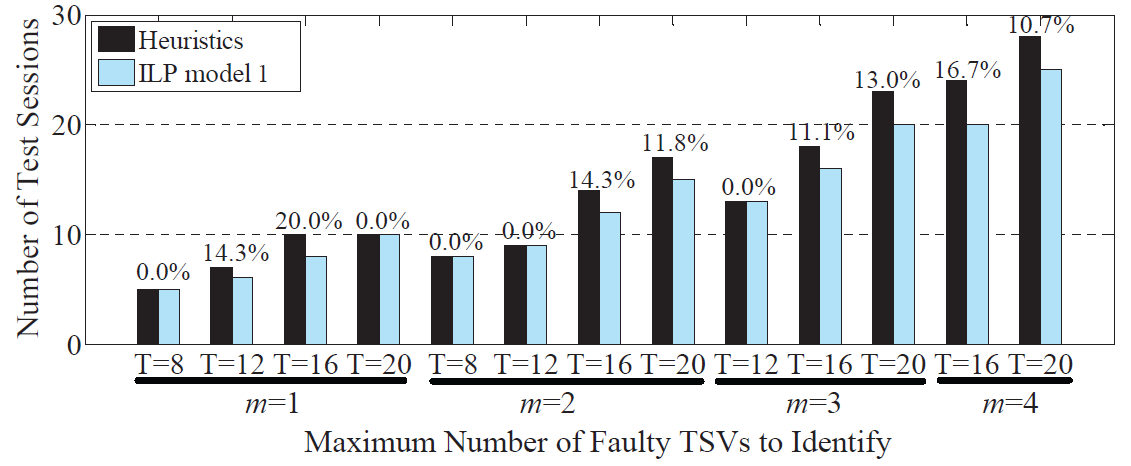 Number of Test Sessions
30
20
10
0
Heuristics
ILP model 1
0.0% 14.3% 20.0% 0.0% 0.0% 0.0% 14.3% 11.8% 0.0% 11.1% 13.0% 16.7% 10.7%
T=8 T=12 T=16 T=20 T=8 T=12 T=16 T=20 T=12 T=16 T=20 T=16 T=20
m=1 m=2 m=3 m=4
Maximum Number of Faulty TSVs to Identify